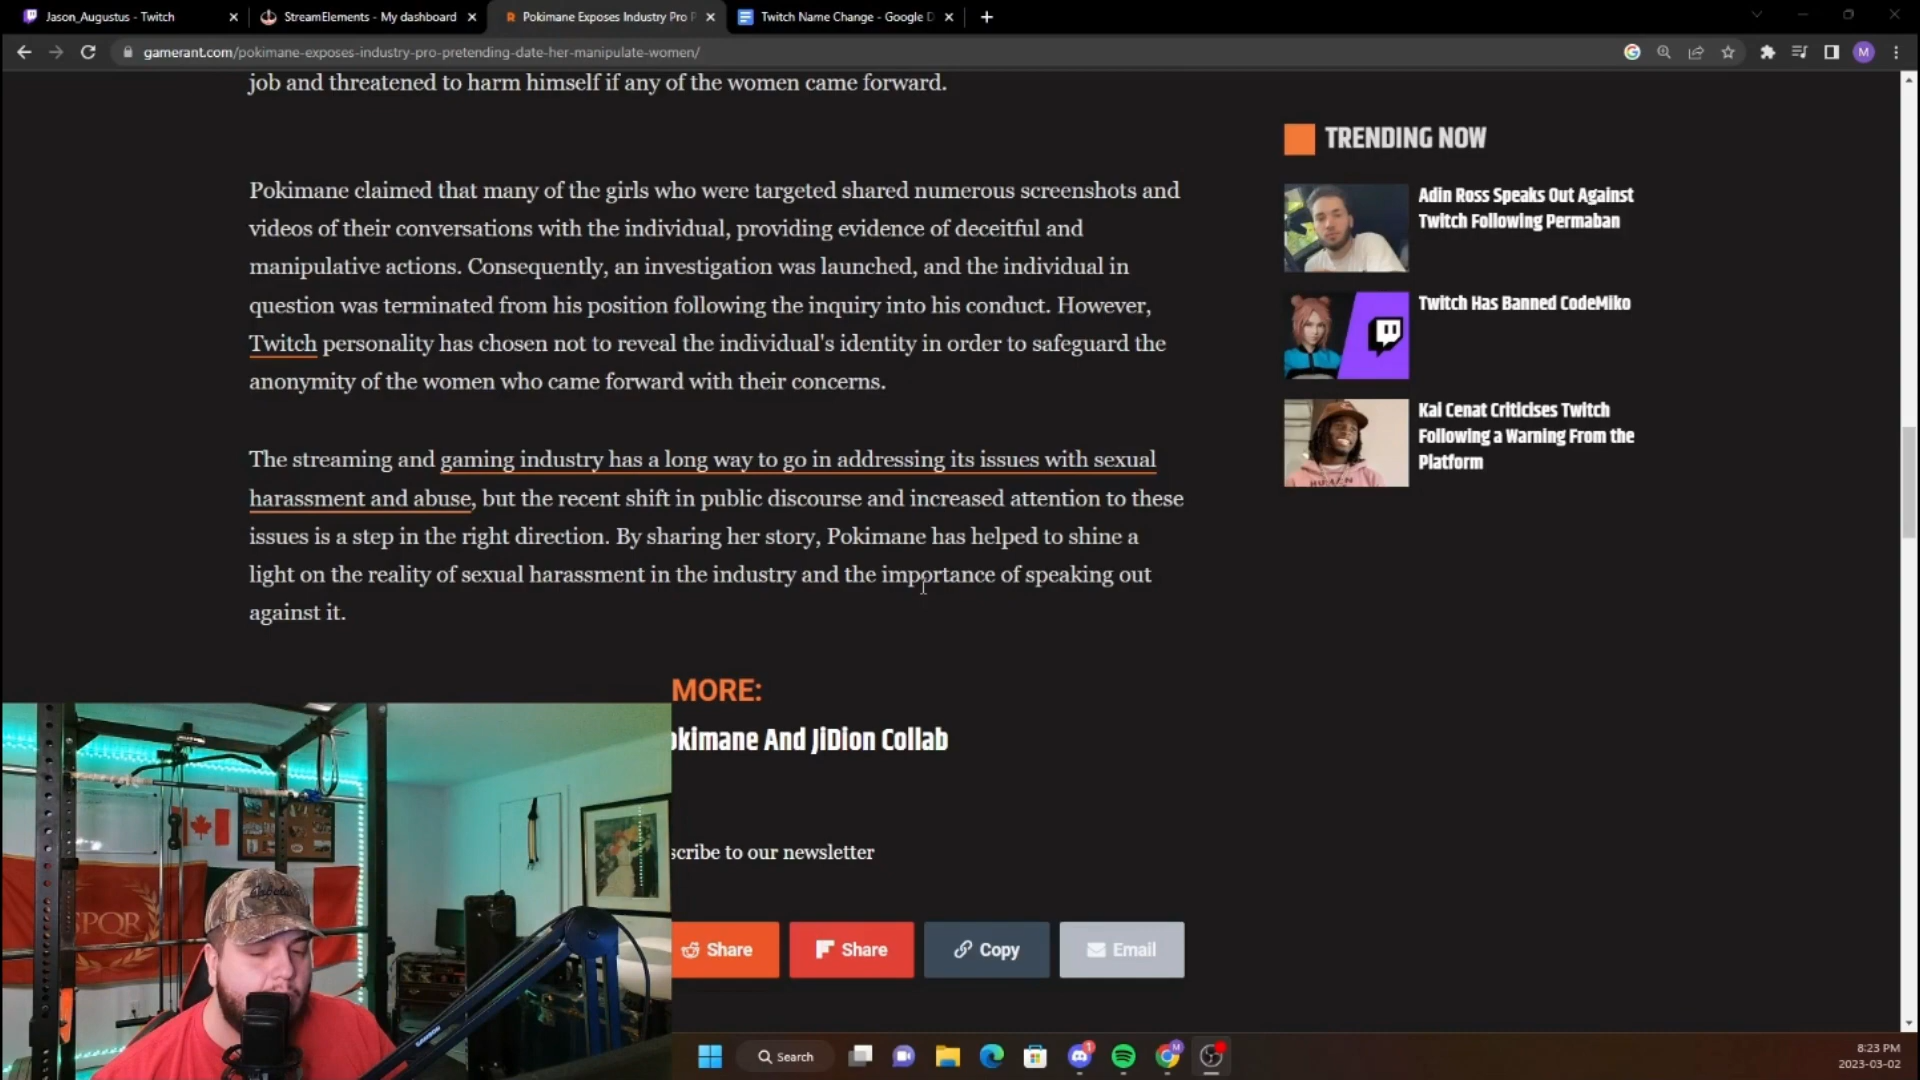 Jason_Augustus - Twitch
StreamElements - My dashboard
Pokimane Exposes Industry Pro P
Twitch Name Change - Google D
gamerant.com/pokimane-exposes-industry-pro-pretending-date-her-manipulate-women/
M
job and threatened to harm himself if any of the women came forward.
Pokimane claimed that many of the girls who were targeted shared numerous screenshots and
videos of their conversations with the individual, providing evidence of deceitful and
manipulative actions. Consequently, an investigation was launched, and the individual in
question was terminated from his position following the inquiry into his conduct. However,
Twitch personality has chosen not to reveal the individual's identity in order to safeguard the
anonymity of the women who came forward with their concerns.
The streaming and gaming industry has a long way to go in addressing its issues with sexual
harassment and abuse, but the recent shift in public discourse and increased attention to these
issues is a step in the right direction. By sharing her story, Pokimane has helped to shine a
light on the reality of sexual harassment in the industry and the importance of speaking out
against it.
MORE:
okimane And JiDion Collab
scribe to our newsletter
Share
Share
Copy
Email
TRENDING NOW
Adin Ross Speaks Out Against
Twitch Following Permaban
Twitch Has Banned CodeMiko
Kai Cenat Criticises Twitch
Following a Warning From the
Platform
SPQR
Search
1
M
8:23 PM
2023-03-02